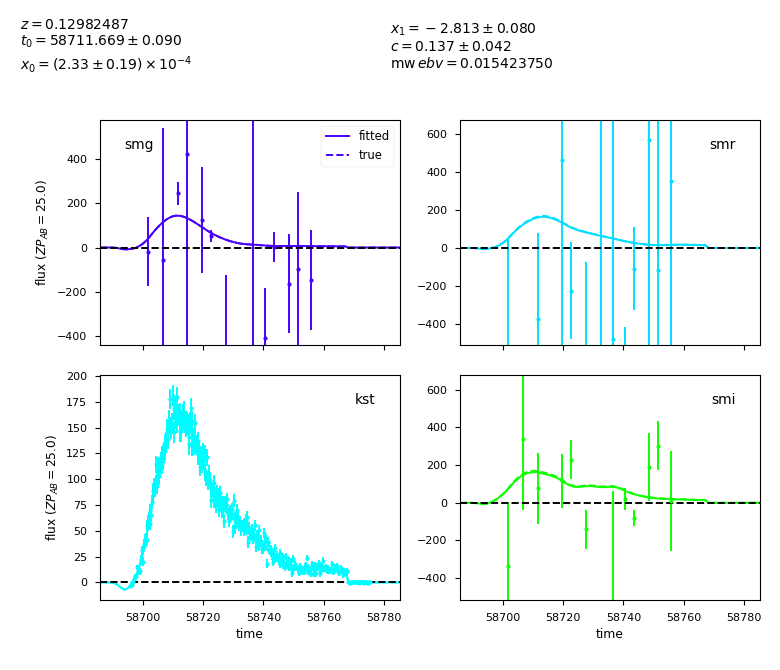 z = 0.12982487
t₀ = 58711.669 ± 0.090
x₀ = (2.33 ± 0.19) × 10⁻⁴
x₁ = −2.813 ± 0.080
c = 0.137 ± 0.042
mw ebv = 0.015423750
smg
fitted
true
400
200
0
−200
−400
flux (ZP_AB = 25.0)
smr
600
400
200
0
−200
−400
kst
200
175
150
125
100
75
50
25
0
flux (ZP_AB = 25.0)
58700 58720 58740 58760 58780
time
smi
600
400
200
0
−200
−400
58700 58720 58740 58760 58780
time